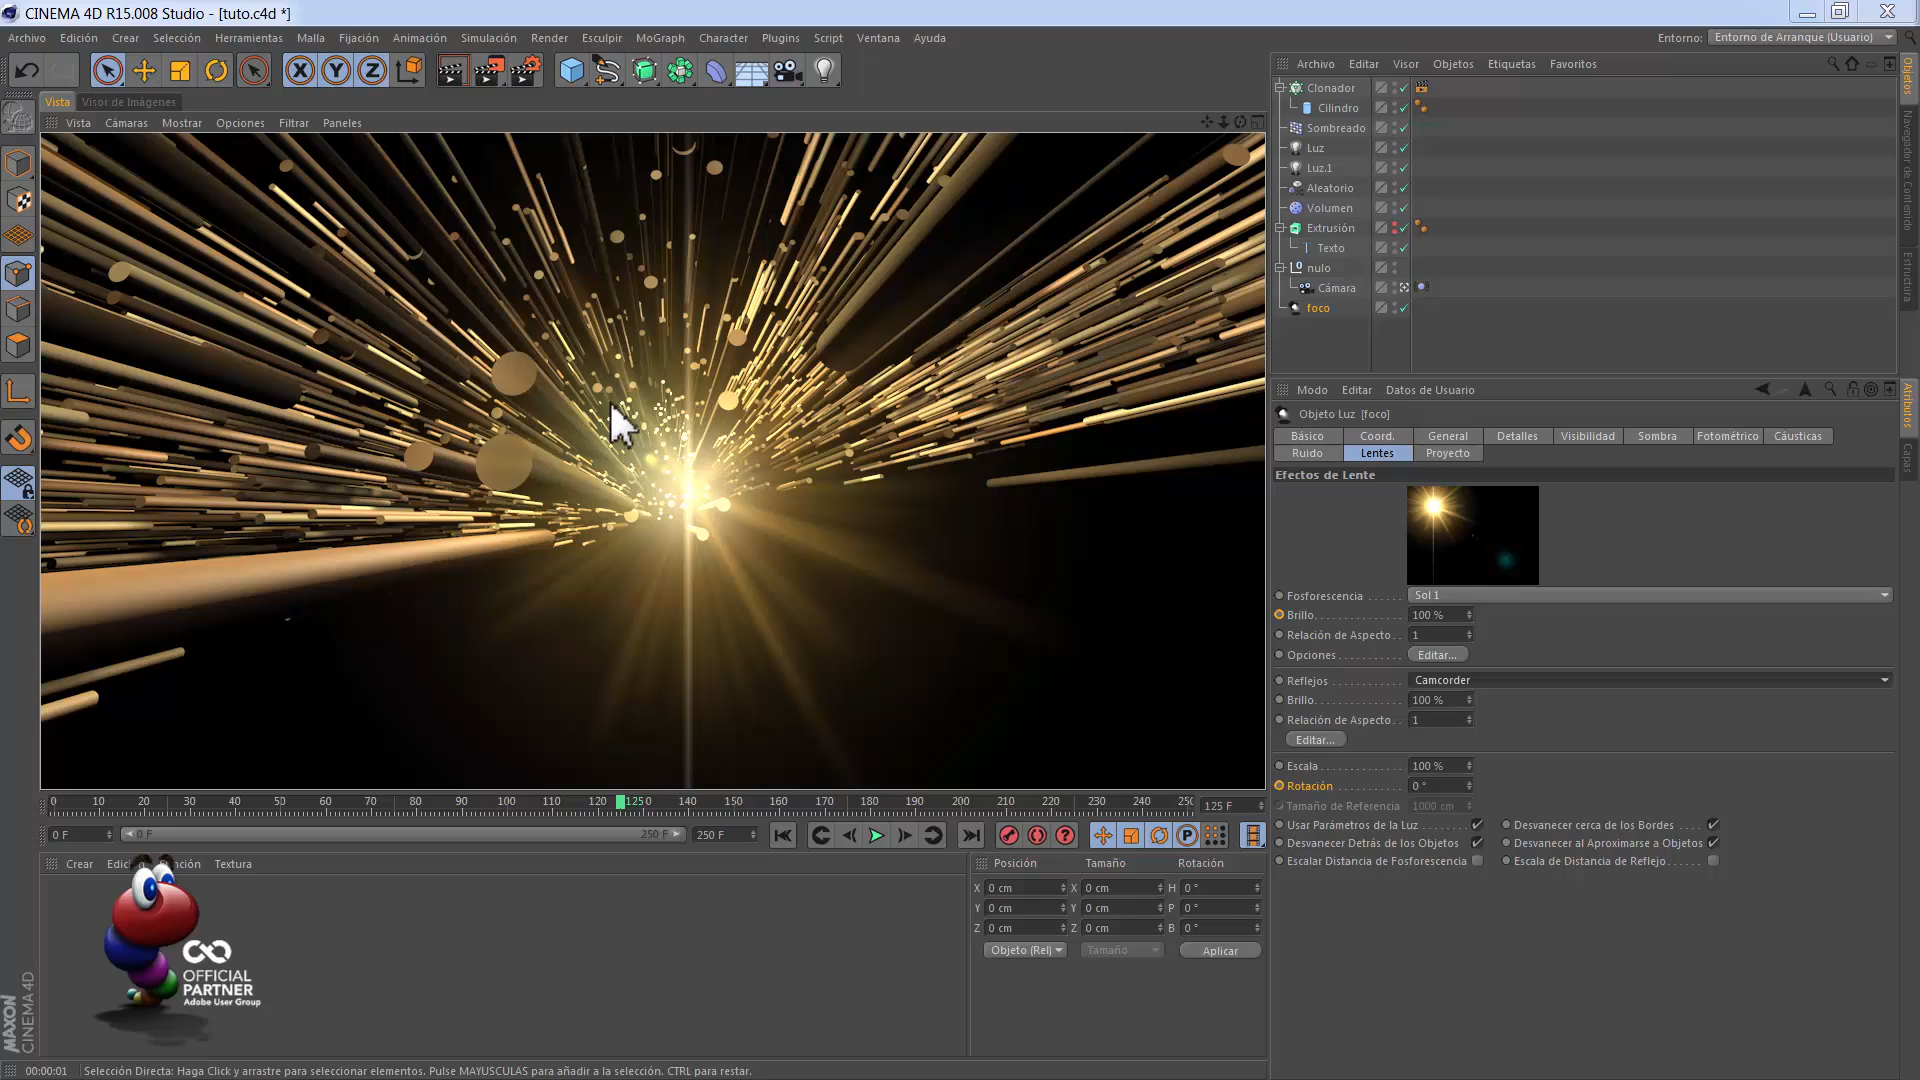 CINEMA 4D R15.008 Studio - [tuto.c4d *]
Archivo Edición Crear Selección Herramientas Malla Fijación Animación Simulación Render Esculpir MoGraph Character Plugins Script Ventana Ayuda
Entorno: Entorno de Arranque (Usuario)
Vista Visor de Imágenes
Vista Cámaras Mostrar Opciones Filtrar Paneles
Archivo Editar Visor Objetos Etiquetas Favoritos
Clonador
Cilindro
Sombreado
Luz
Luz.1
Aleatorio
Volumen
Extrusión
Texto
nulo
Cámara
foco
Objetos
Navegador de Contenido
Estructura
Modo Editar Datos de Usuario
Objeto Luz [foco]
Básico Coord. General Detalles Visibilidad Sombra Fotométrico Cáusticas
Ruido Lentes Proyecto
Atributos
Capas
Efectos de Lente
Fosforescencia . . . . . . Sol 1
Brillo. . . . . . . . . . . . . 100 %
Relación de Aspecto. . 1
Opciones . . . . . . . . . . . Editar...
Reflejos . . . . . . . . . . . Camcorder
Brillo. . . . . . . . . . . . . 100 %
Relación de Aspecto. . 1
Editar...
Escala. . . . . . . . . . . . . 100 %
Rotación . . . . . . . . . . . 0 °
Tamaño de Referencia 1000 cm
Usar Parámetros de la Luz . . . . . . . Desvanecer cerca de los Bordes . . . .
Desvanecer Detrás de los Objetos Desvanecer al Aproximarse a Objetos
Escalar Distancia de Fosforescencia Escala de Distancia de Reflejo. . . . . .
0 10 20 30 40 50 60 70 80 90 100 110 120 125 0 140 150 160 170 180 190 200 210 220 230 240 250 125 F
0 F 0 F 250 F 250 F
Crear Textura
Posición Tamaño Rotación
X 0 cm X 0 cm H 0 °
Y 0 cm Y 0 cm P 0 °
Z 0 cm Z 0 cm B 0 °
Objeto (Rel) Tamaño Aplicar
OFFICIAL
PARTNER
Adobe User Group
MAXON
CINEMA 4D
00:00:01 Selección Directa: Haga Click y arrastre para seleccionar elementos. Pulse MAYUSCULAS para añadir a la selección. CTRL para restar.